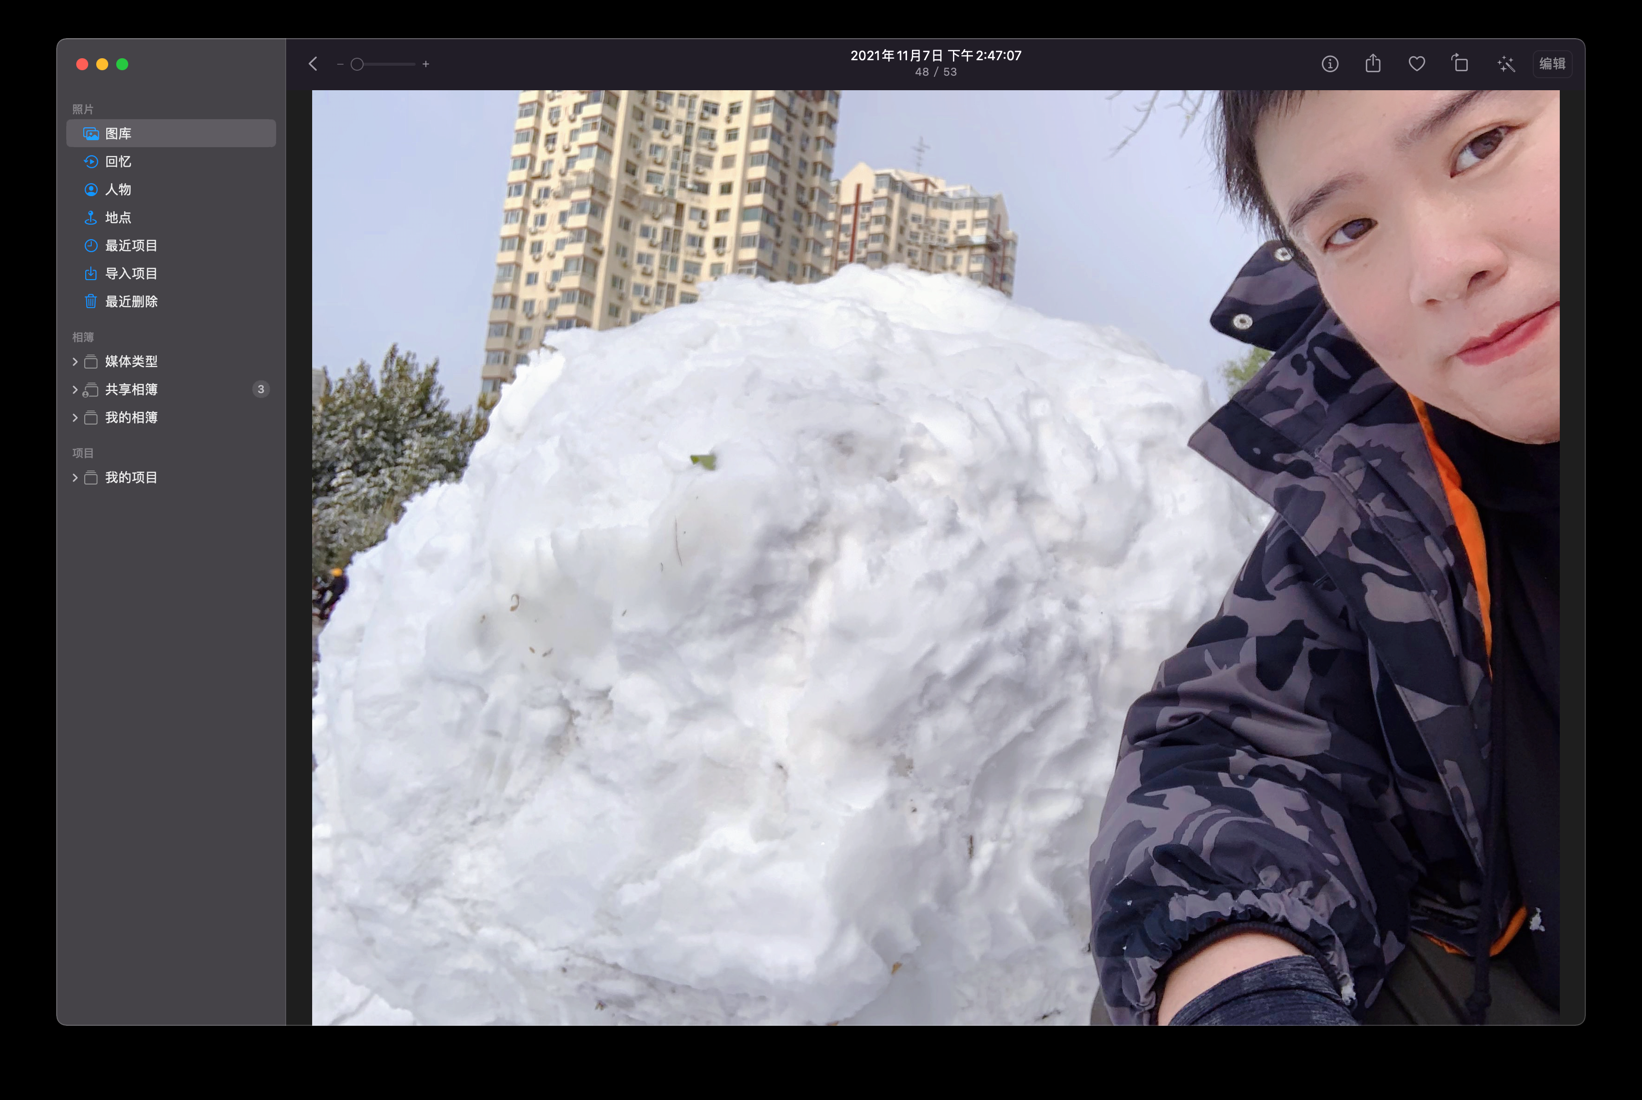 2021年11月7日 下午2:47:07
48 / 53
编辑
照片
图库
回忆
人物
地点
最近项目
导入项目
最近删除
相簿
媒体类型
共享相簿 3
我的相簿
项目
我的项目